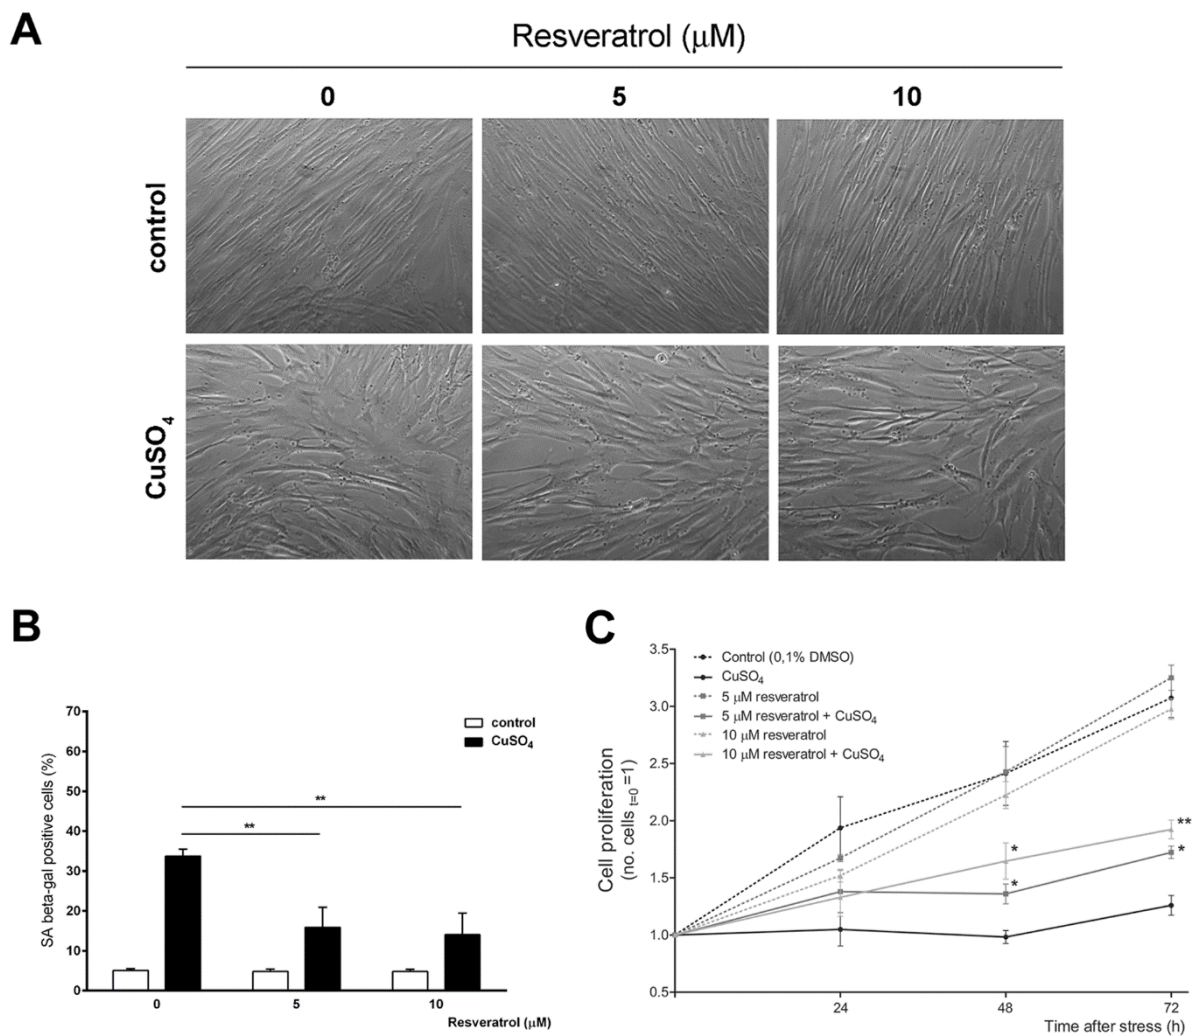 A
Resveratrol (μM)
0 5 10
control
CuSO4
B
70
60
50
40
30
20
10
0
SA beta-gal positive cells (%)
control
CuSO4
**
**
0 5 10
Resveratrol (μM)
C
3.5
3.0
2.5
2.0
1.5
1.0
0.5
Cell proliferation
(no. cells t=0 =1)
Control (0,1% DMSO)
CuSO4
5 μM resveratrol
5 μM resveratrol + CuSO4
10 μM resveratrol
10 μM resveratrol + CuSO4
*
*
**
*
24 48 72
Time after stress (h)